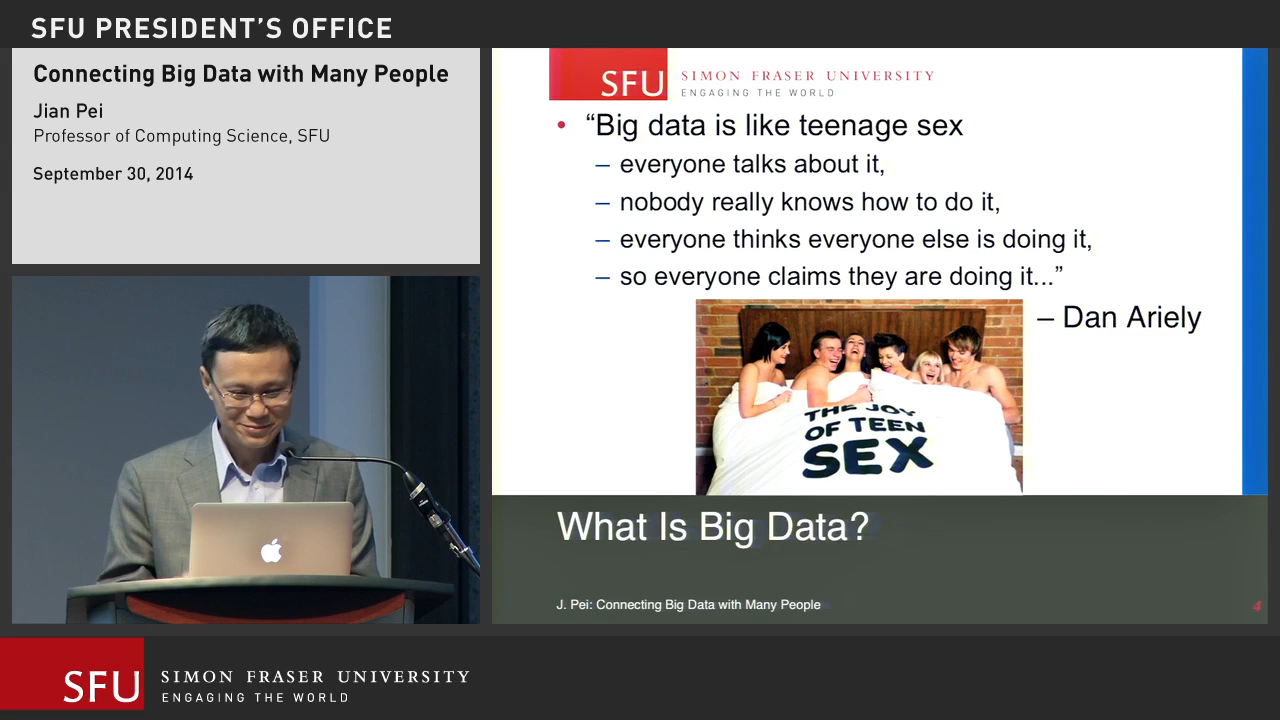 SFU PRESIDENT'S OFFICE
Connecting Big Data with Many People
Jian Pei
Professor of Computing Science, SFU
September 30, 2014
SFU
SIMON FRASER UNIVERSITY
ENGAGING THE WORLD
• “Big data is like teenage sex
– everyone talks about it,
– nobody really knows how to do it,
– everyone thinks everyone else is doing it,
– so everyone claims they are doing it...”
– Dan Ariely
THE JOY
OF TEEN
SEX
What Is Big Data?
J. Pei: Connecting Big Data with Many People
4
SFU
SIMON FRASER UNIVERSITY
ENGAGING THE WORLD